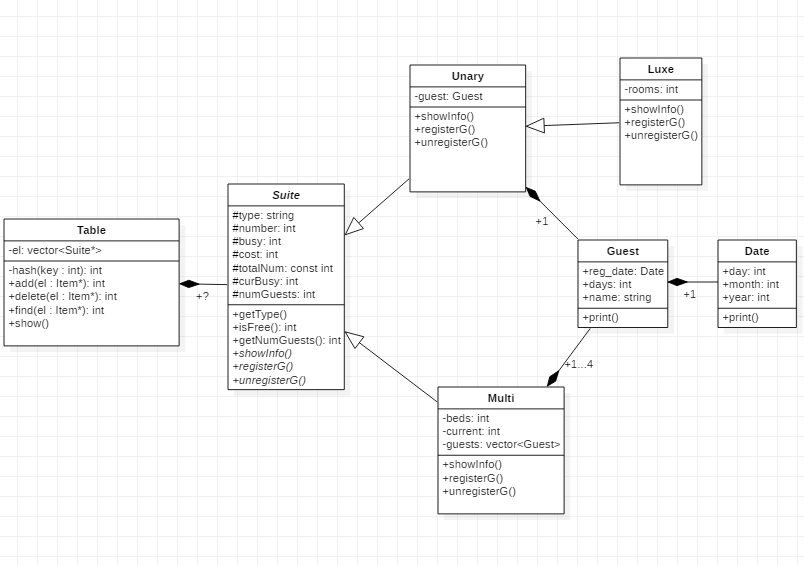 Unary
-guest: Guest
+showInfo()
+registerG()
+unregisterG()
Luxe
-rooms: int
+showInfo()
+registerG()
+unregisterG()
Suite
#type: string
#number: int
#busy: int
#cost: int
#totalNum: const int
#curBusy: int
#numGuests: int
+getType()
+isFree(): int
+getNumGuests(): int
+showInfo()
+registerG()
+unregisterG()
Table
-el: vector<Suite*>
-hash(key : int): int
+add(el : Item*): int
+delete(el : Item*): int
+find(el : Item*): int
+show()
+?
+1
Guest
+reg_date: Date
+days: int
+name: string
+print()
+1
Date
+day: int
+month: int
+year: int
+print()
+1...4
Multi
-beds: int
-current: int
-guests: vector<Guest>
+showInfo()
+registerG()
+unregisterG()